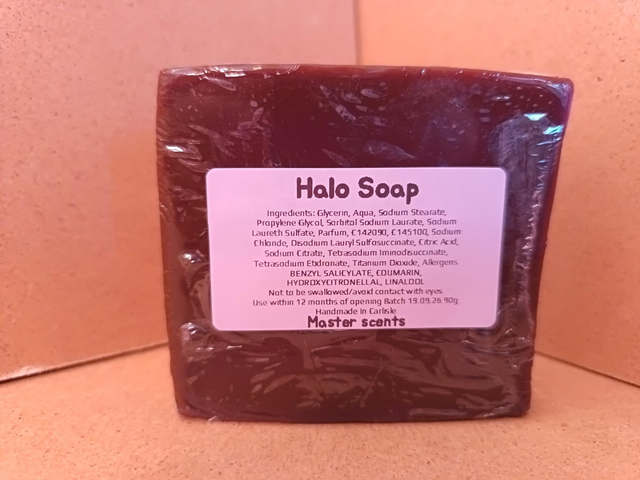 Halo Soap
Ingredients: Glycerin, Aqua, Sodium Stearate,
Propylene Glycol, Sorbitol Sodium Laurate, Sodium
Laureth Sulfate, Parfum, C142090, C145100, Sodium
Chloride, Disodium Lauryl Sulfosuccinate, Citric Acid,
Sodium Citrate, Tetrasodium Iminodisuccinate,
Tetrasodium Etidronate, Titanium Dioxide, Allergens.
BENZYL SALICYLATE, COUMARIN,
HYDROXYCITRONELLAL, LINALOOL
Not to be swallowed/avoid contact with eyes
Use within 12 months of opening Batch 19.09.26 90g
Handmade in Carlisle
Master scents